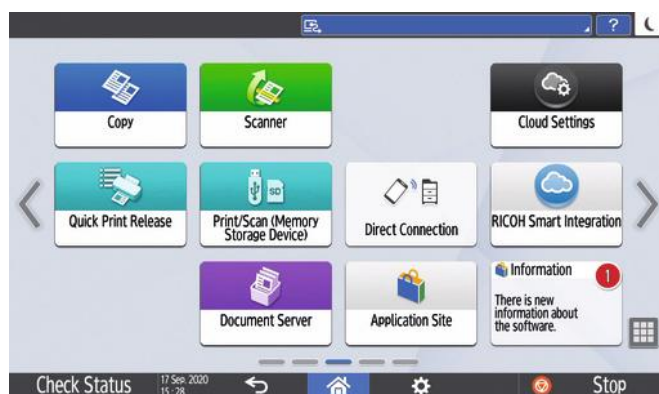 ?
Copy
Scanner
Cloud Settings
Quick Print Release
SD
Print/Scan (Memory
Storage Device)
Direct Connection
RICOH Smart Integration
Document Server
Application Site
Information
1
There is new
information about
the software.
Check Status
17 Sep. 2020
15:28
Stop